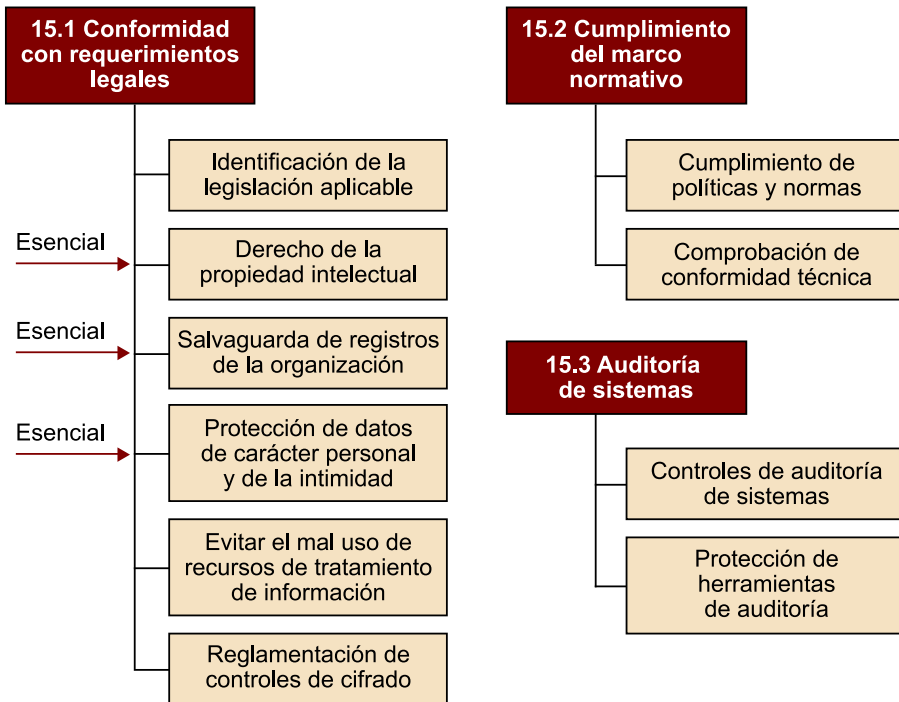 15.1 Conformidad
con requerimientos
legales
Identificación de la
legislación aplicable
Esencial
Derecho de la
propiedad intelectual
Esencial
Salvaguarda de registros
de la organización
Esencial
Protección de datos
de carácter personal
y de la intimidad
Evitar el mal uso de
recursos de tratamiento
de información
Reglamentación de
controles de cifrado
15.2 Cumplimiento
del marco
normativo
Cumplimiento de
políticas y normas
Comprobación de
conformidad técnica
15.3 Auditoría
de sistemas
Controles de auditoría
de sistemas
Protección de
herramientas
de auditoría